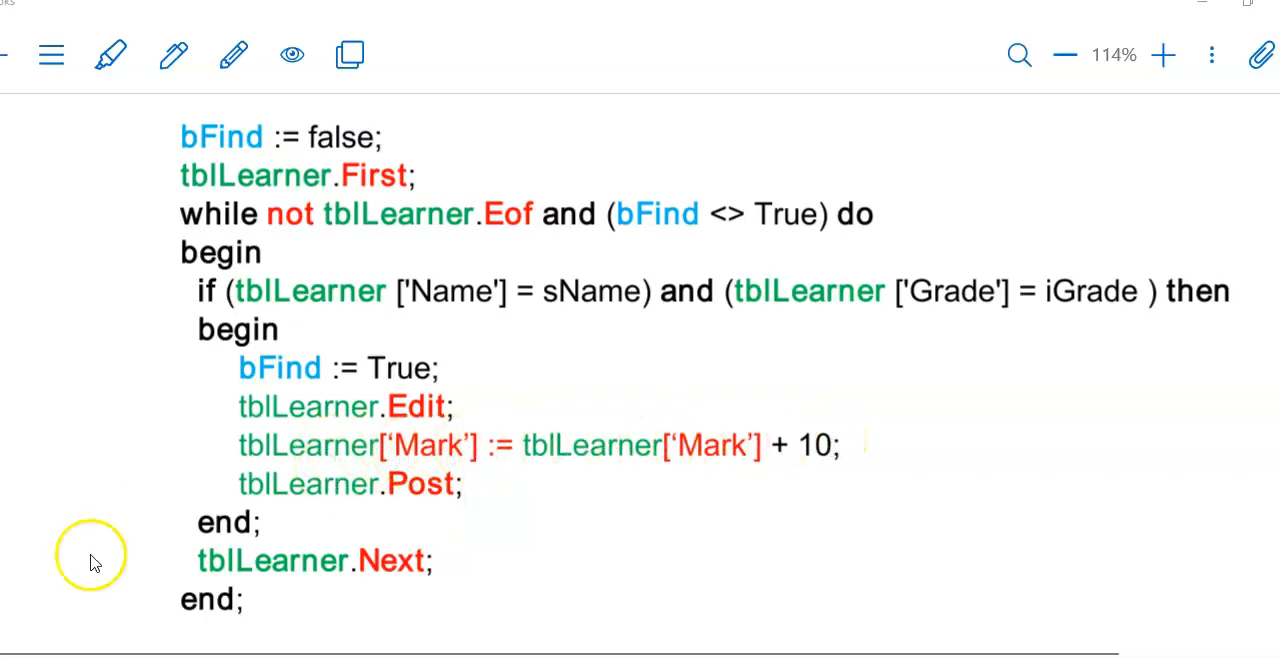 114%
bFind := false;
tblLearner.First;
while not tblLearner.Eof and (bFind <> True) do
begin
if (tblLearner ['Name'] = sName) and (tblLearner ['Grade'] = iGrade ) then
begin
bFind := True;
tblLearner.Edit;
tblLearner[‘Mark’] := tblLearner[‘Mark’] + 10;
tblLearner.Post;
end;
tblLearner.Next;
end;